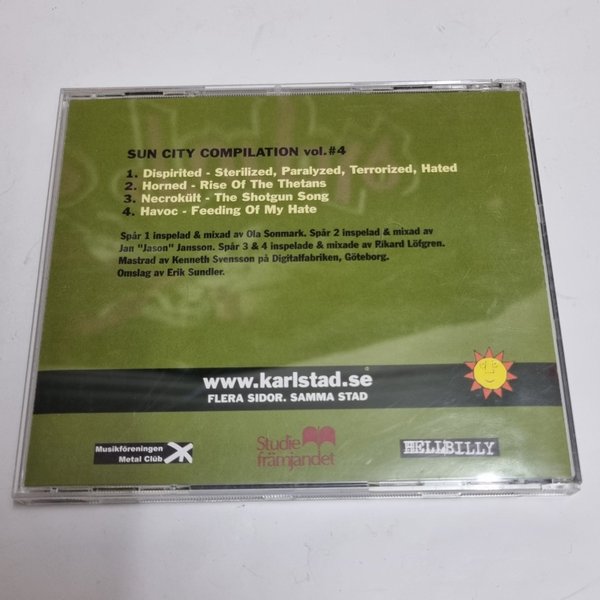 SUN CITY COMPILATION vol.#4
1. Dispirited - Sterilized, Paralyzed, Terrorized, Hated
2. Horned - Rise Of The Thetans
3. Necrokült - The Shotgun Song
4. Havoc - Feeding Of My Hate
Spår 1 inspelad & mixad av Ola Sonmark. Spår 2 inspelad & mixad av
Jan "Jason" Jansson. Spår 3 & 4 inspelade & mixade av Rikard Löfgren.
Mastrad av Kenneth Svensson på Digitalfabriken, Göteborg.
Omslag av Erik Sundler.
www.karlstad.se
FLERA SIDOR. SAMMA STAD
Musikföreningen
Metal Clüb
Studie
främjandet
HELLBILLY